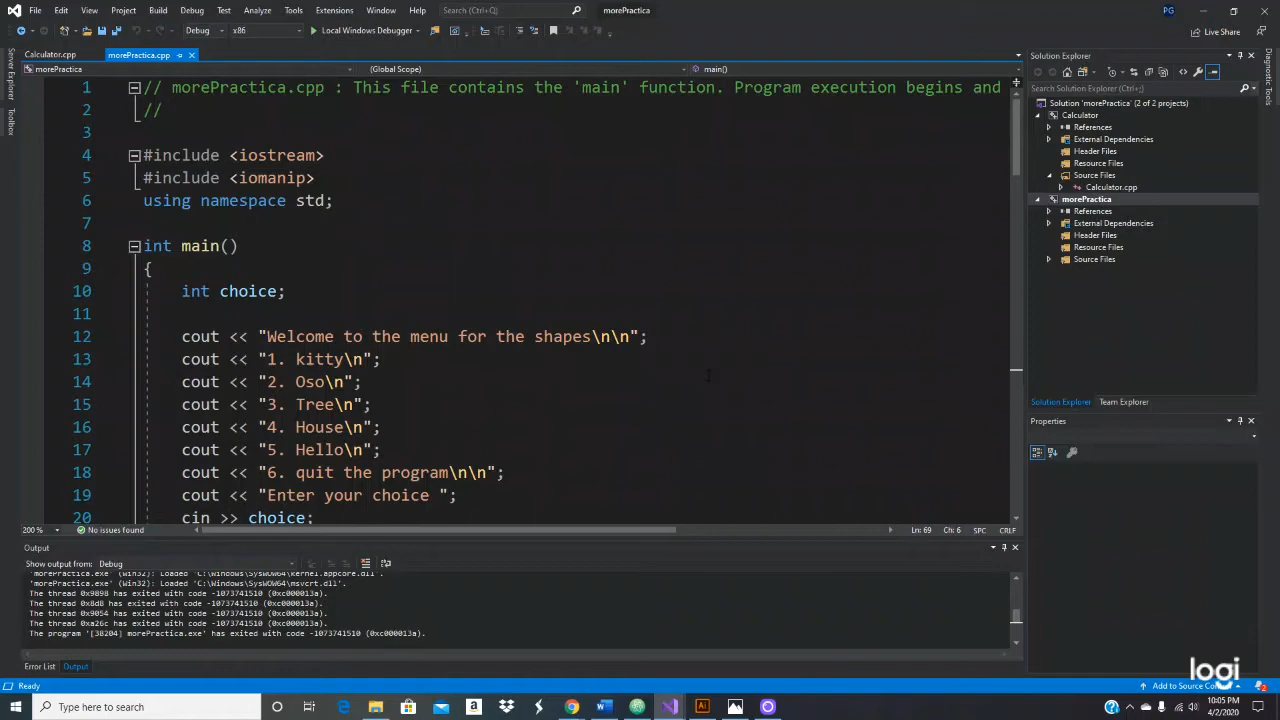 File Edit View Project Build Debug Test Analyze Tools Extensions Window Help Search (Ctrl+Q) morePractica PG
Debug x86 Local Windows Debugger Live Share
Calculator.cpp morePractica.cpp
morePractica (Global Scope) main()
Server Explorer
Toolbox
1 // morePractica.cpp : This file contains the 'main' function. Program execution begins and
2 //
3
4 #include <iostream>
5 #include <iomanip>
6 using namespace std;
7
8 int main()
9 {
10 int choice;
11
12 cout << "Welcome to the menu for the shapes\n\n";
13 cout << "1. kitty\n";
14 cout << "2. Oso\n";
15 cout << "3. Tree\n";
16 cout << "4. House\n";
17 cout << "5. Hello\n";
18 cout << "6. quit the program\n\n";
19 cout << "Enter your choice ";
20 cin >> choice;
200 % No issues found Ln: 69 Ch: 6 SPC CRLF
Output
Show output from: Debug
'morePractica.exe' (Win32): Loaded 'C:\Windows\SysWOW64\kernel.appcore.dll'.
'morePractica.exe' (Win32): Loaded 'C:\Windows\SysWOW64\msvcrt.dll'.
The thread 0x9898 has exited with code -1073741510 (0xc000013a).
The thread 0x8d8 has exited with code -1073741510 (0xc000013a).
The thread 0x9054 has exited with code -1073741510 (0xc000013a).
The thread 0xa26c has exited with code -1073741510 (0xc000013a).
The program '[38204] morePractica.exe' has exited with code -1073741510 (0xc000013a).
Error List Output
Solution Explorer
Search Solution Explorer (Ctrl+;)
Solution 'morePractica' (2 of 2 projects)
Calculator
References
External Dependencies
Header Files
Resource Files
Source Files
Calculator.cpp
morePractica
References
External Dependencies
Header Files
Resource Files
Source Files
Solution Explorer Team Explorer
Properties
Diagnostic Tools
logi
Ready Add to Source Control 2
Type here to search
10:05 PM
4/2/2020